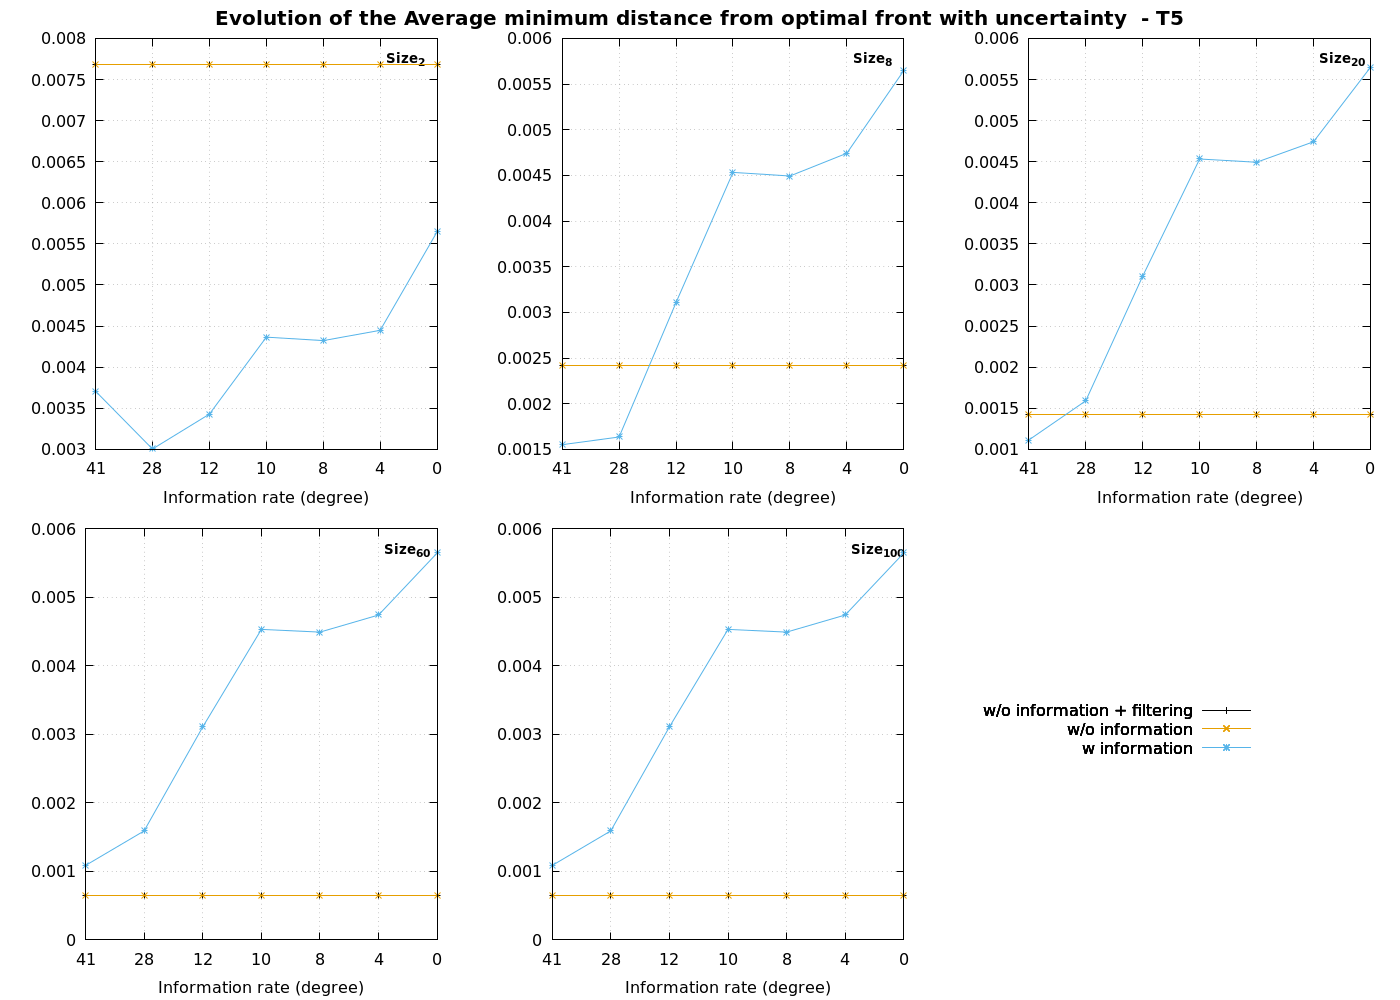 Evolution of the Average minimum distance from optimal front with uncertainty - T5
Size2
0.008
0.0075
0.007
0.0065
0.006
0.0055
0.005
0.0045
0.004
0.0035
0.003
41 28 12 10 8 4 0
Information rate (degree)
Size8
0.006
0.0055
0.005
0.0045
0.004
0.0035
0.003
0.0025
0.002
0.0015
41 28 12 10 8 4 0
Information rate (degree)
Size20
0.006
0.0055
0.005
0.0045
0.004
0.0035
0.003
0.0025
0.002
0.0015
0.001
41 28 12 10 8 4 0
Information rate (degree)
Size60
0.006
0.005
0.004
0.003
0.002
0.001
0
41 28 12 10 8 4 0
Information rate (degree)
Size100
0.006
0.005
0.004
0.003
0.002
0.001
0
41 28 12 10 8 4 0
Information rate (degree)
w/o information + filtering
w/o information
w information